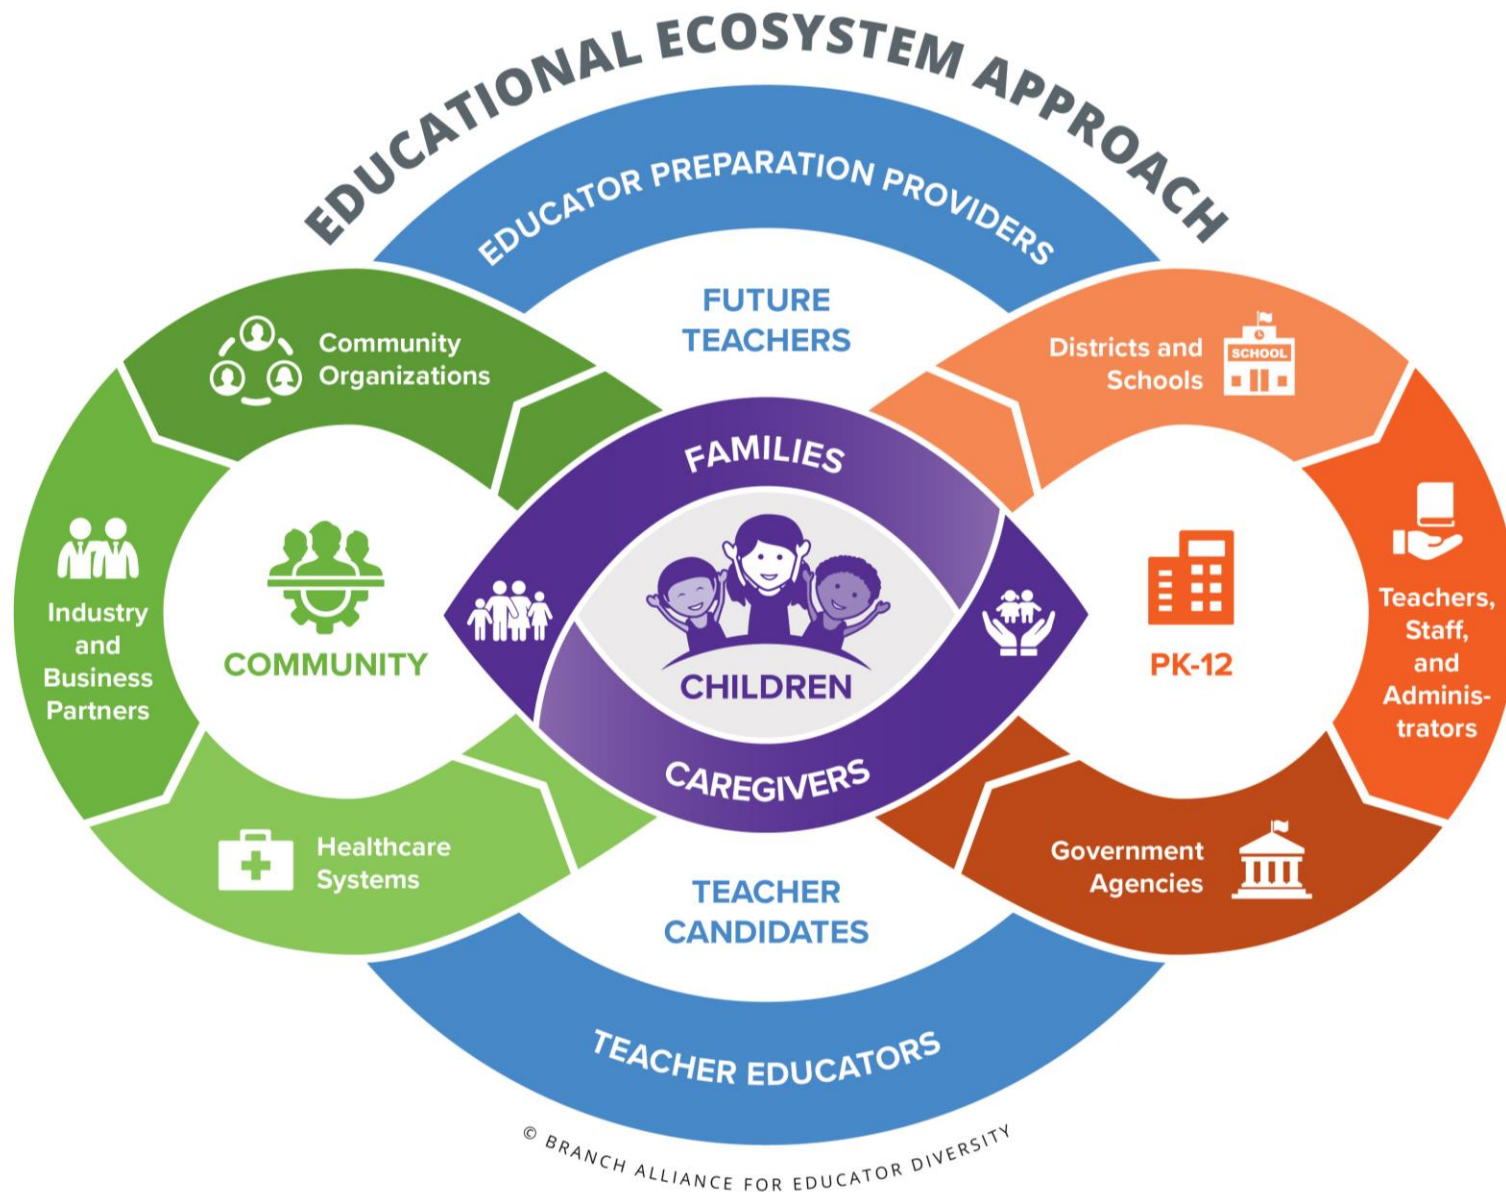 EDUCATIONAL ECOSYSTEM APPROACH
EDUCATOR PREPARATION PROVIDERS
FUTURE
TEACHERS
Community
Organizations
Districts and
Schools
SCHOOL
FAMILIES
Industry
and
Business
Partners
COMMUNITY
CHILDREN
PK-12
Teachers,
Staff,
and
Adminis-
trators
CAREGIVERS
Healthcare
Systems
Government
Agencies
TEACHER
CANDIDATES
TEACHER EDUCATORS
© BRANCH ALLIANCE FOR EDUCATOR DIVERSITY